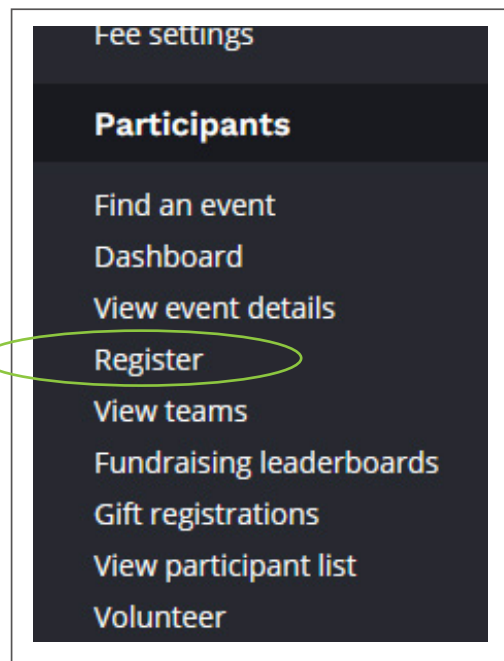 Fee settings
Participants
Find an event
Dashboard
View event details
Register
View teams
Fundraising leaderboards
Gift registrations
View participant list
Volunteer